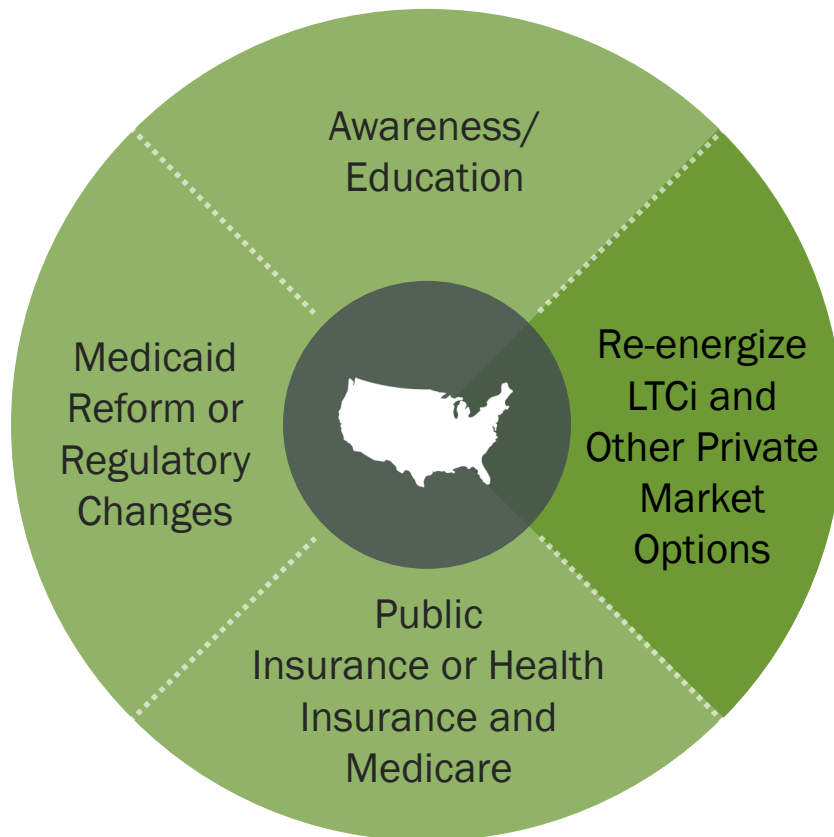 Awareness/
Education
Medicaid
Reform or
Regulatory
Changes
Re-energize
LTCi and
Other Private
Market
Options
Public
Insurance or Health
Insurance and
Medicare